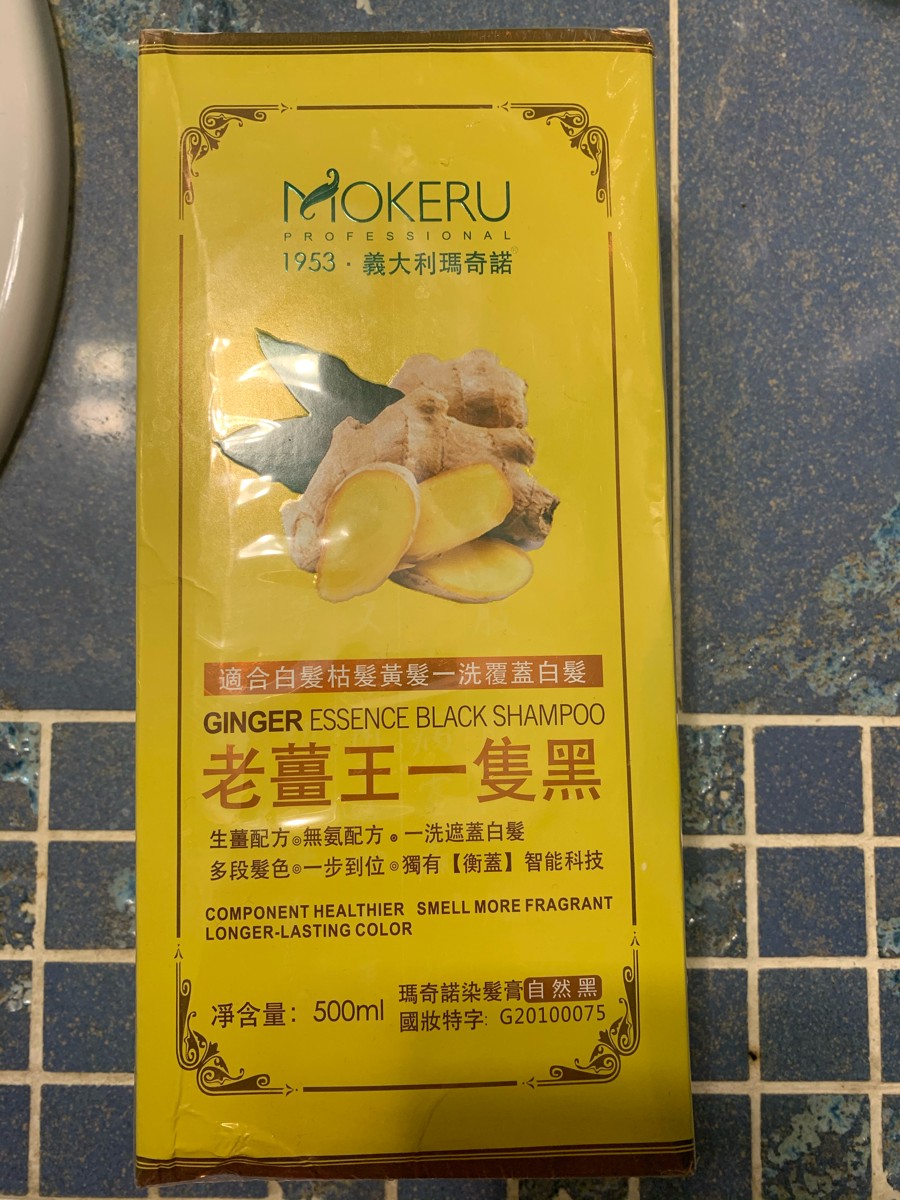 MOKERU
PROFESSIONAL
1953·義大利瑪奇諾
適合白髮枯髮黃髮一洗覆蓋白髮
GINGER ESSENCE BLACK SHAMPOO
老薑王一隻黑
生薑配方◎無氨配方。一洗遮蓋白髮
多段髮色◎一步到位◎獨有【衡蓋】智能科技
COMPONENT HEALTHIER SMELL MORE FRAGRANT
LONGER-LASTING COLOR
淨含量：500ml
瑪奇諾染髮膏自然黑
國妝特字：G20100075